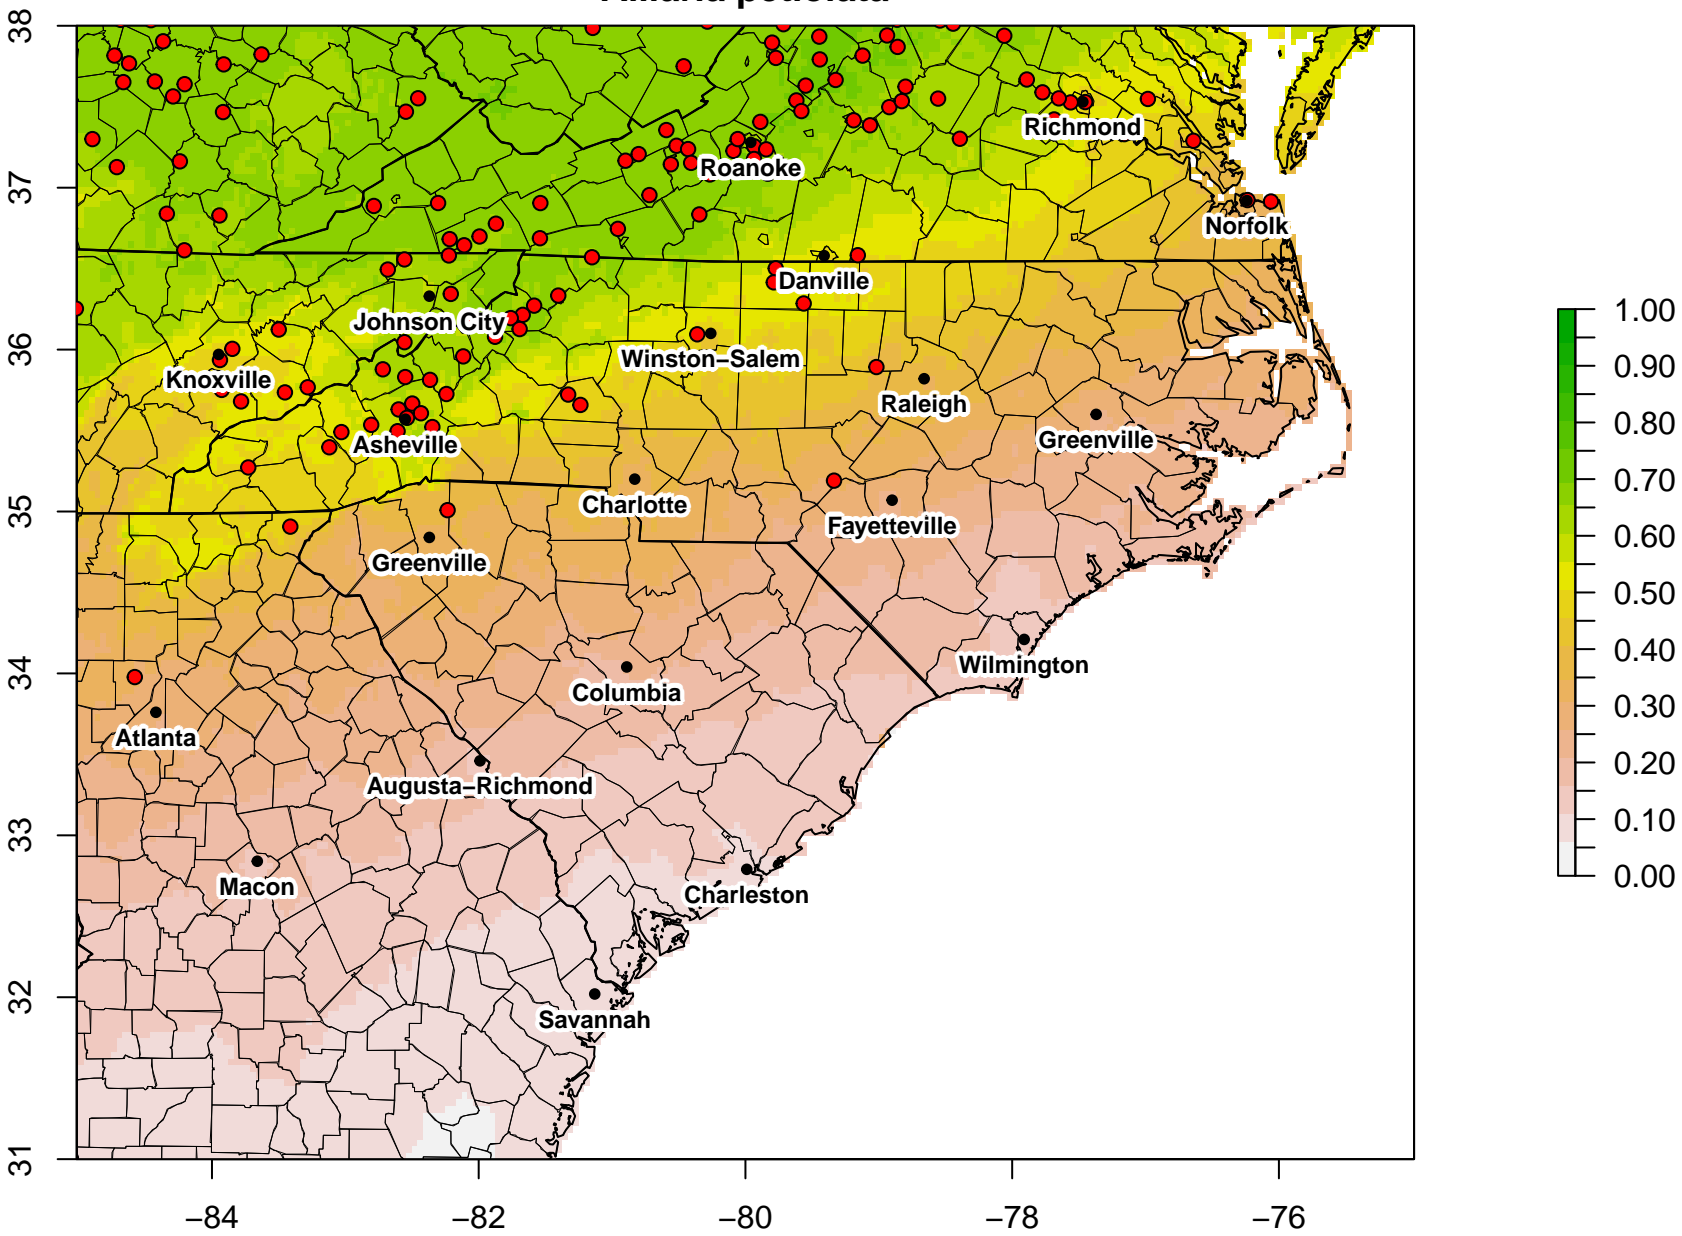 38
37
36
35
34
33
32
31
Richmond
Roanoke
Norfolk
Danville
Johnson City
Winston−Salem
Knoxville
Raleigh
Greenville
Asheville
Charlotte
Fayetteville
Greenville
Wilmington
Columbia
Atlanta
Augusta−Richmond
Macon
Charleston
Savannah
−84
−82
−80
−78
−76
1.00
0.90
0.80
0.70
0.60
0.50
0.40
0.30
0.20
0.10
0.00